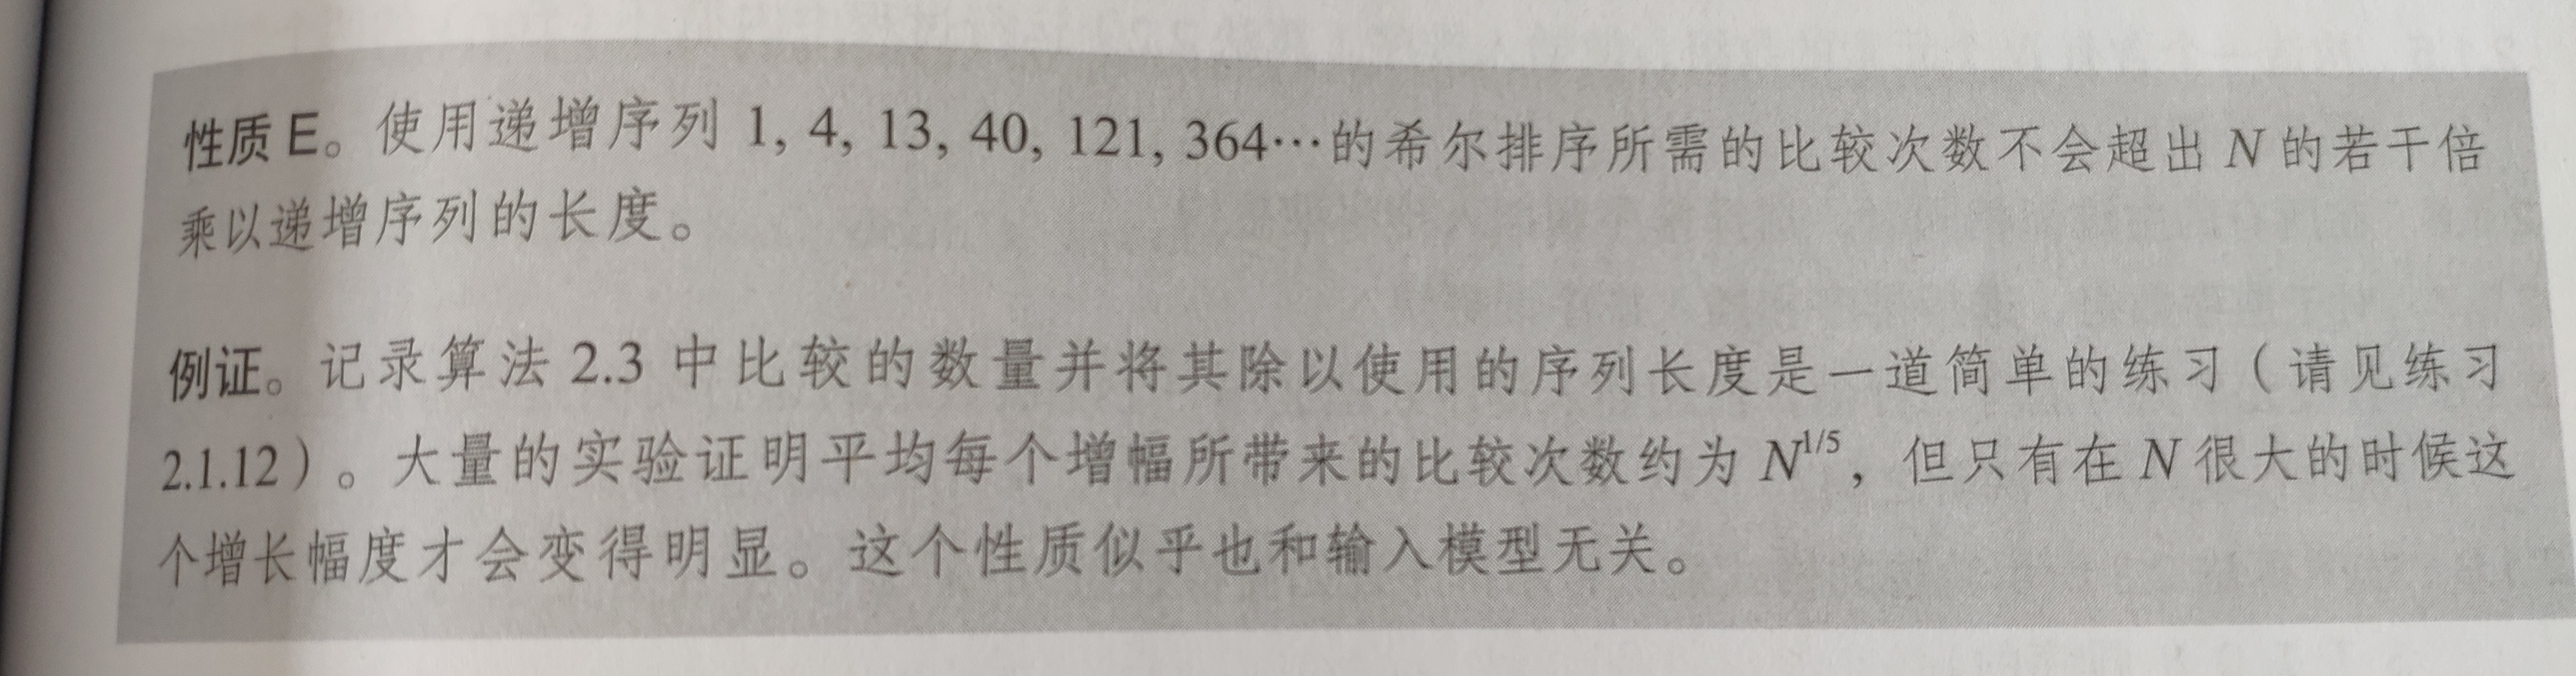 性质 E。使用递增序列 1, 4, 13, 40, 121, 364…的希尔排序所需的比较次数不会超出 N 的若干倍
乘以递增序列的长度。
例证。记录算法 2.3 中比较的数量并将其除以使用的序列长度是一道简单的练习（请见练习
2.1.12）。大量的实验证明平均每个增幅所带来的比较次数约为 N^{1/5}，但只有在 N 很大的时候这
个增长幅度才会变得明显。这个性质似乎也和输入模型无关。